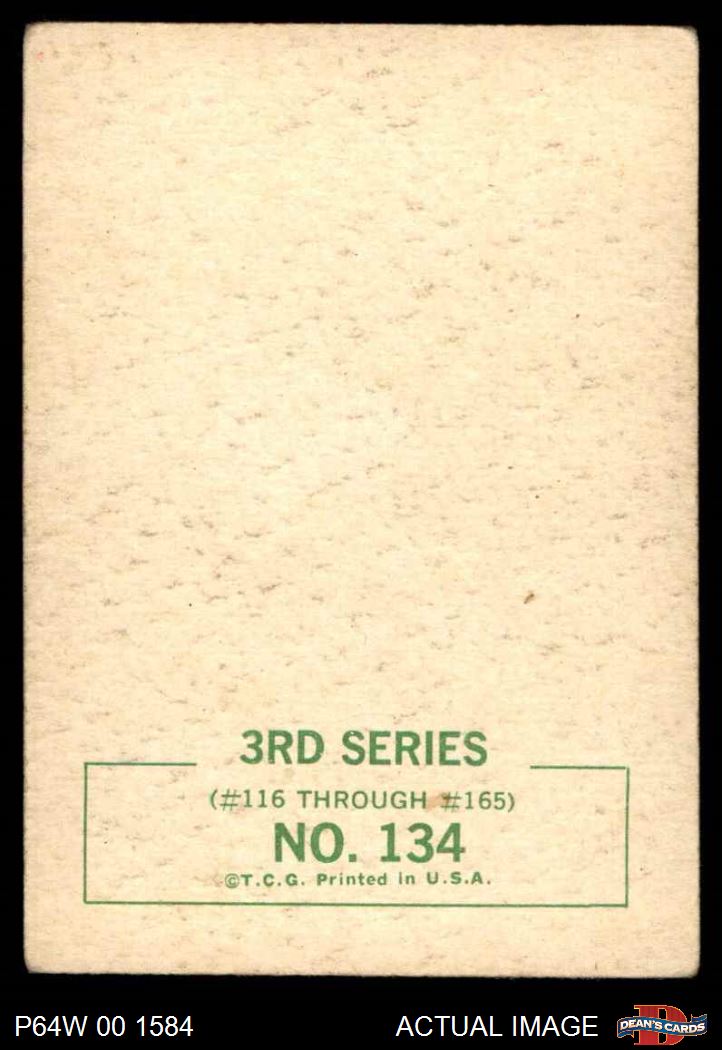 3RD SERIES
(#116 THROUGH #165)
NO. 134
©T.C.G. Printed in U.S.A.
P64W 00 1584
ACTUAL IMAGE
D
DEAN'S CARDS